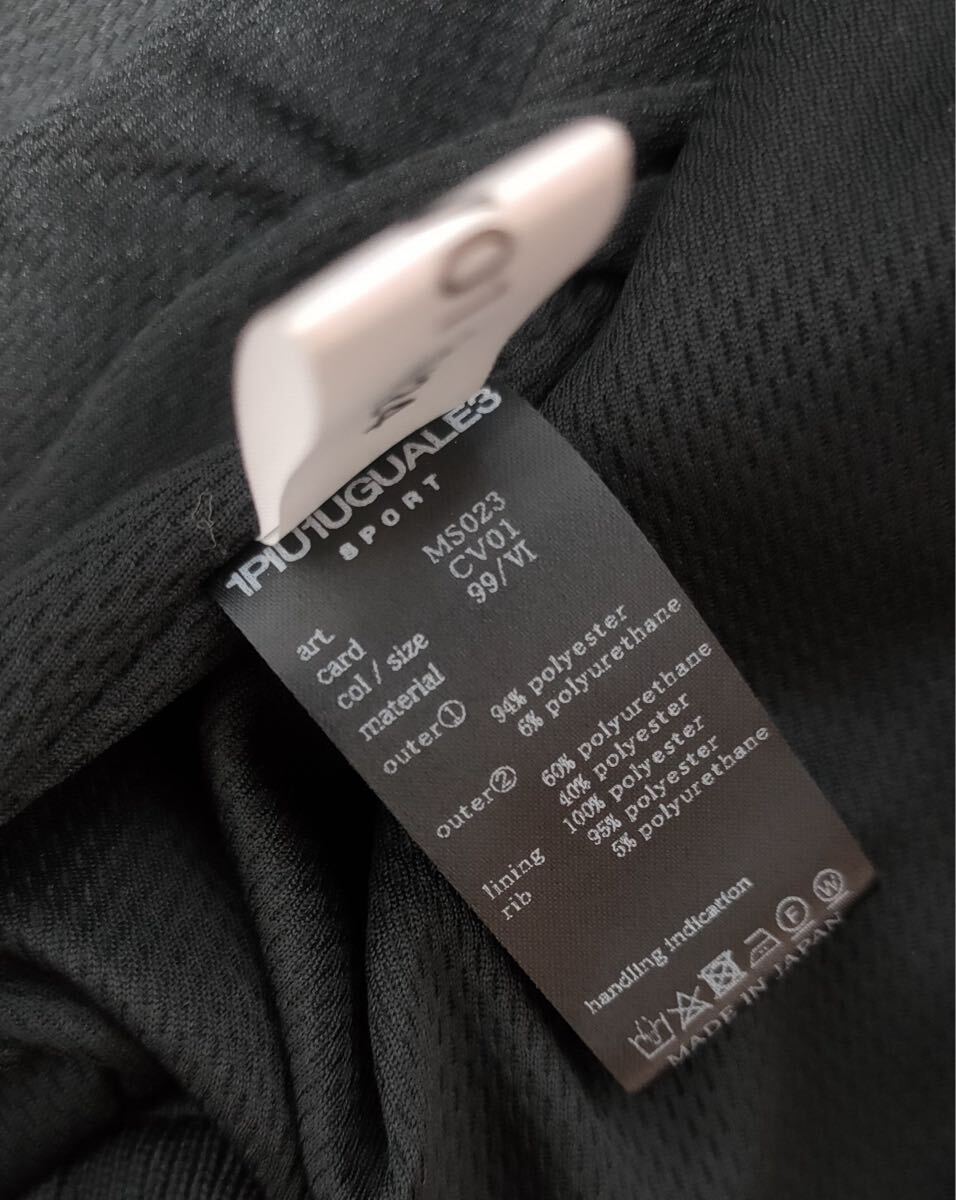 1PIU1UGUALE3
SPORT
art. MS023
card CV01
col / size 99/VI
material
outer① 94% polyester
6% polyurethane
outer② 60% polyurethane
40% polyester
lining 100% polyester
rib 95% polyester
5% polyurethane
handling indication
F W
MADE IN JAPAN